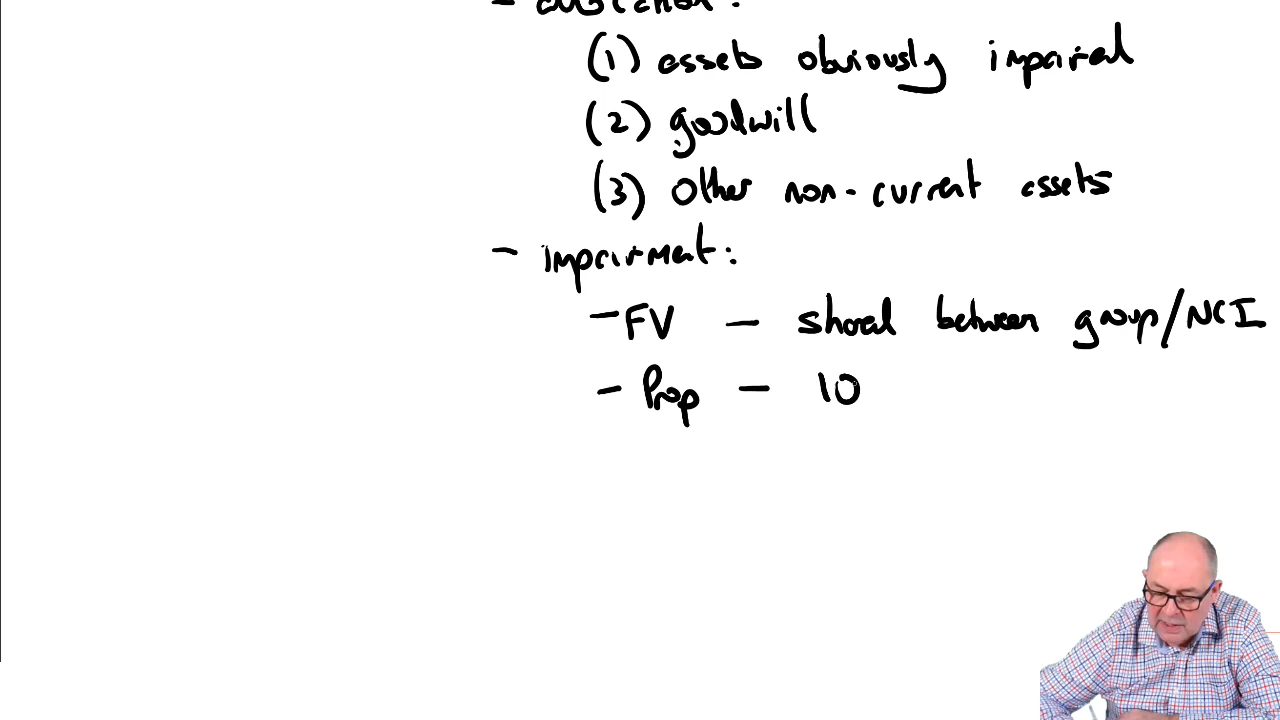 (1) assets obviously impaired
(2) goodwill
(3) Other non-current assets
- impairment:
- FV - shared between group/NCI
- Prop - 10